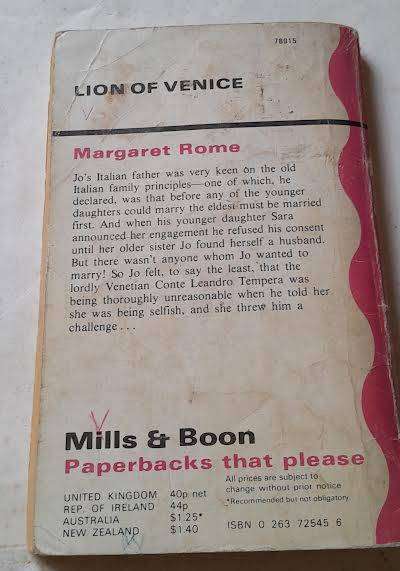 78915
LION OF VENICE
Margaret Rome
Jo's Italian father was very keen on the old
Italian family principles—one of which, he
declared, was that before any of the younger
daughters could marry the eldest must be married
first. And when his younger daughter Sara
announced her engagement he refused his consent
until her older sister Jo found herself a husband.
But there wasn't anyone whom Jo wanted to
marry! So Jo felt, to say the least, that the
lordly Venetian Conte Leandro Tempera was
being thoroughly unreasonable when he told her
she was being selfish, and she threw him a
challenge . . .
Mills & Boon
Paperbacks that please
UNITED KINGDOM 40p net
REP. OF IRELAND 44p
AUSTRALIA $1.25*
NEW ZEALAND $1.40
All prices are subject to
change without prior notice
*Recommended but not obligatory
ISBN 0 263 72545 6